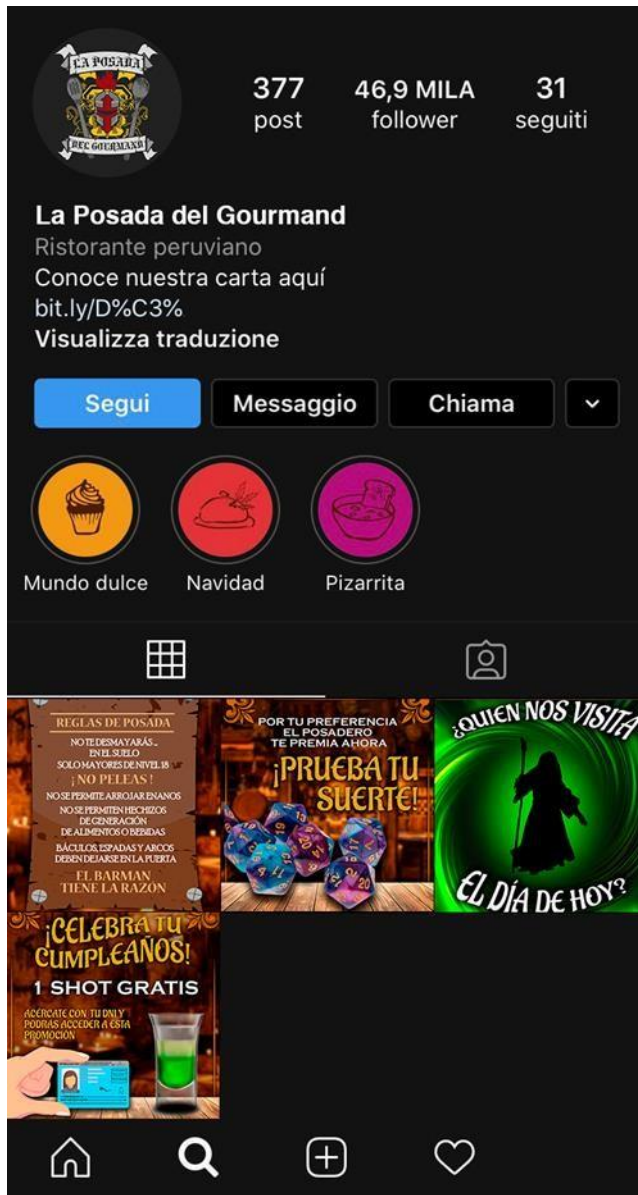 LA POSADA
DEL GOURMAND
377
46,9 MILA
31
post
follower
seguiti
La Posada del Gourmand
Ristorante peruviano
Conoce nuestra carta aquí
bit.ly/D%C3%
Visualizza traduzione
Segui
Messaggio
Chiama
Mundo dulce
Navidad
Pizarrita
REGLAS DE POSADA
NO TE DESMAYARÁS
EN EL SUELO
SOLO MAYORES DE NIVEL 18
¡NO PELEAS!
NO SE PERMITE ARROJAR ENANOS
NO SE PERMITEN HECHIZOS
DE GENERACIÓN
DE ALIMENTOS O BEBIDAS
BÁCULOS, ESPADAS Y ARCOS
DEBEN DEJARSE EN LA PUERTA
EL BARMAN
TIENE LA RAZÓN
POR TU PREFERENCIA
EL POSADERO
TE PREMIA AHORA
¡PRUEBA TU
SUERTE!
¿QUIEN NOS VISITA
EL DÍA DE HOY?
¡CELEBRA TU
CUMPLEAÑOS!
1 SHOT GRATIS
ACERCATE CON TU DNI Y
PODRAS ACCEDER A ESTA
PROMOCIÓN